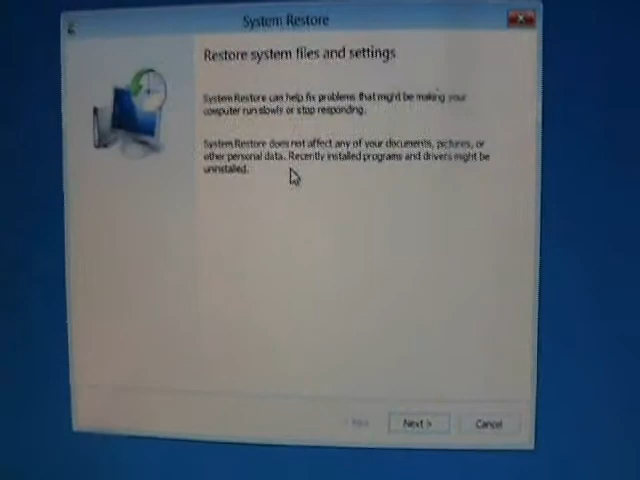 System Restore
Restore system files and settings
System Restore can help fix problems that might be making your
computer run slowly or stop responding.
System Restore does not affect any of your documents, pictures, or
other personal data. Recently installed programs and drivers might be
uninstalled.
Next >
Cancel